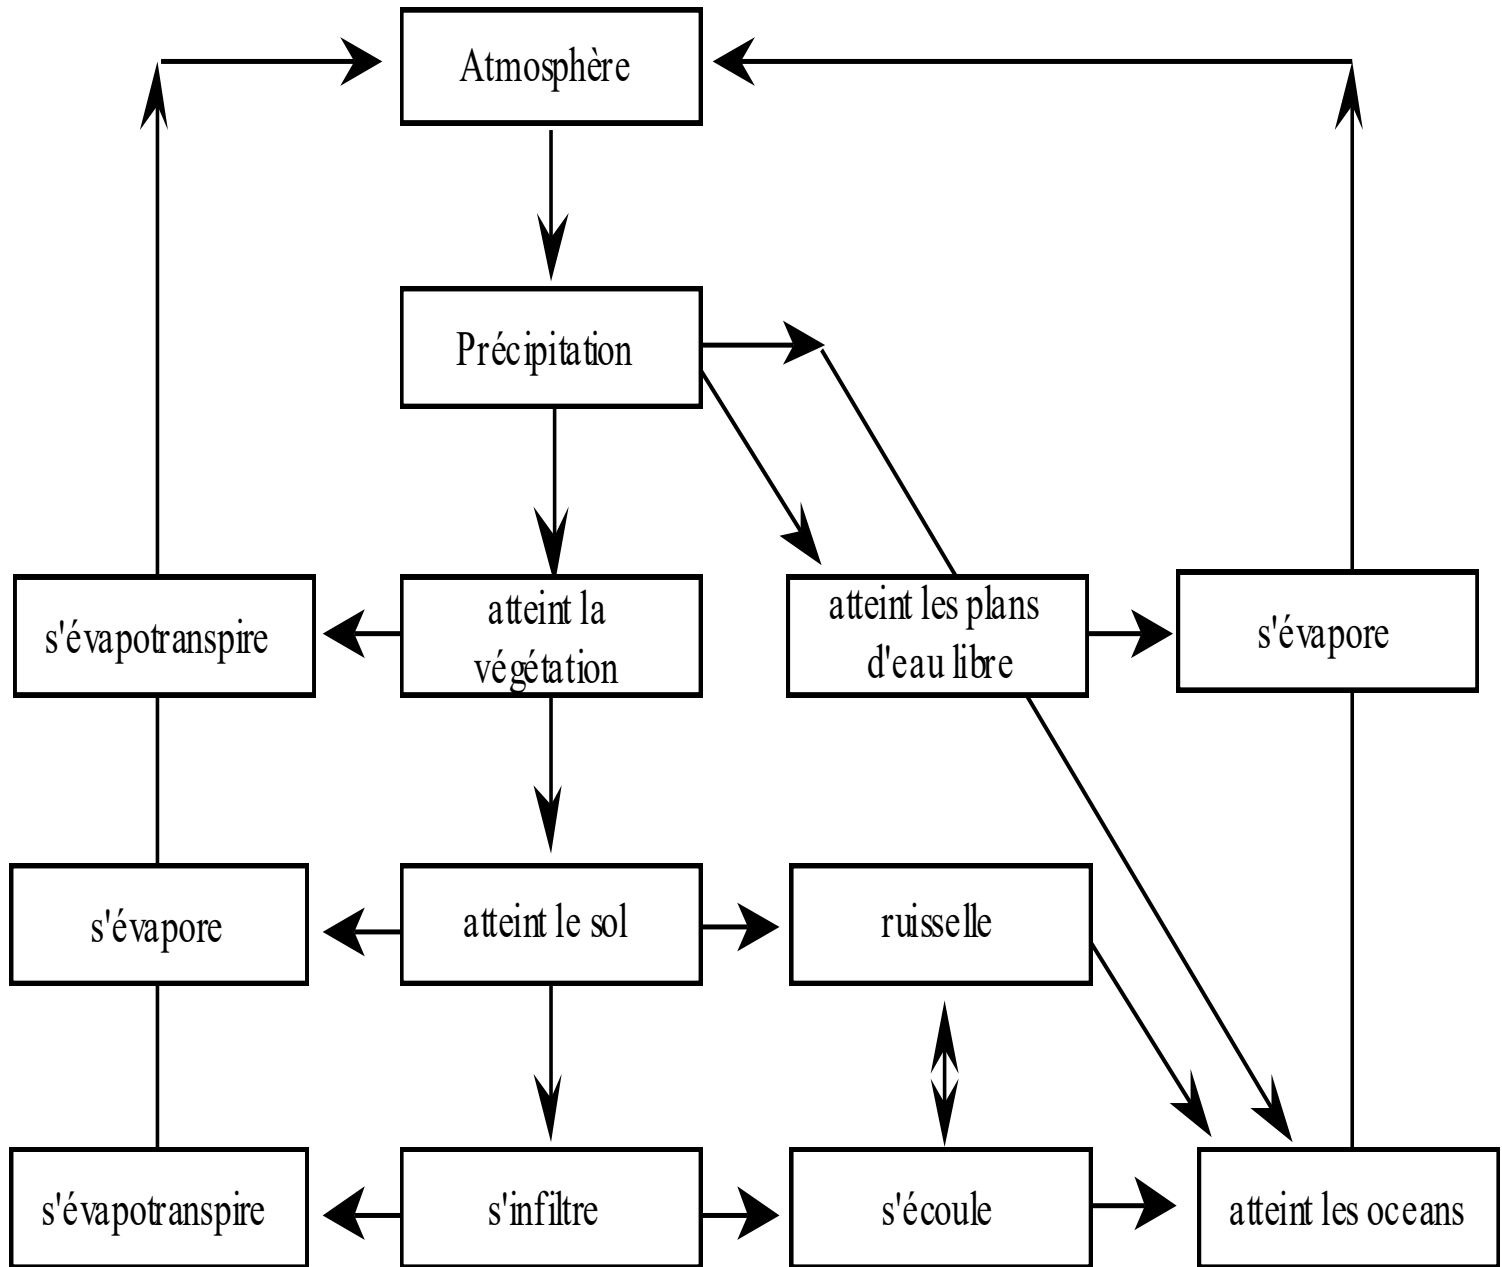 Atmosphère
Précipitation
s'évapotranspire
atteint la
végétation
atteint les plans
d'eau libre
s'évapore
s'évapore
atteint le sol
ruisselle
s'évapotranspire
s'infiltre
s'écoule
atteint les oceans